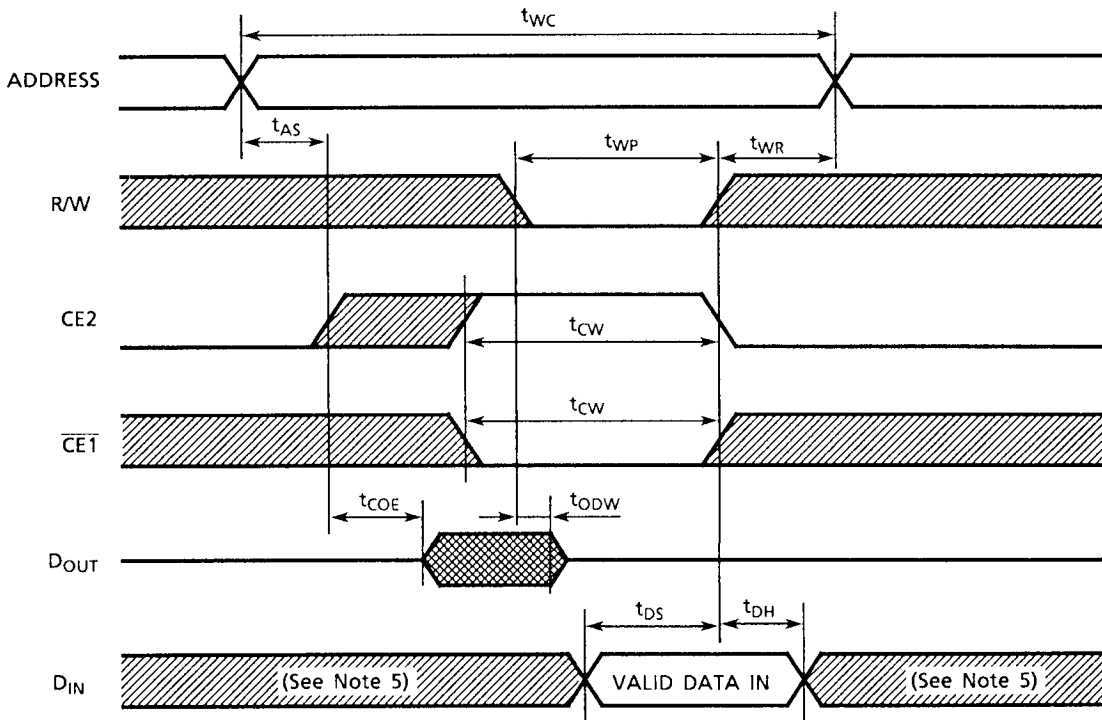 tWC
ADDRESS
tAS
tWP
tWR
R/W
CE2
tCW
tCW
CE1
tCOE
tODW
DOUT
tDS
tDH
DIN
(See Note 5)
VALID DATA IN
(See Note 5)